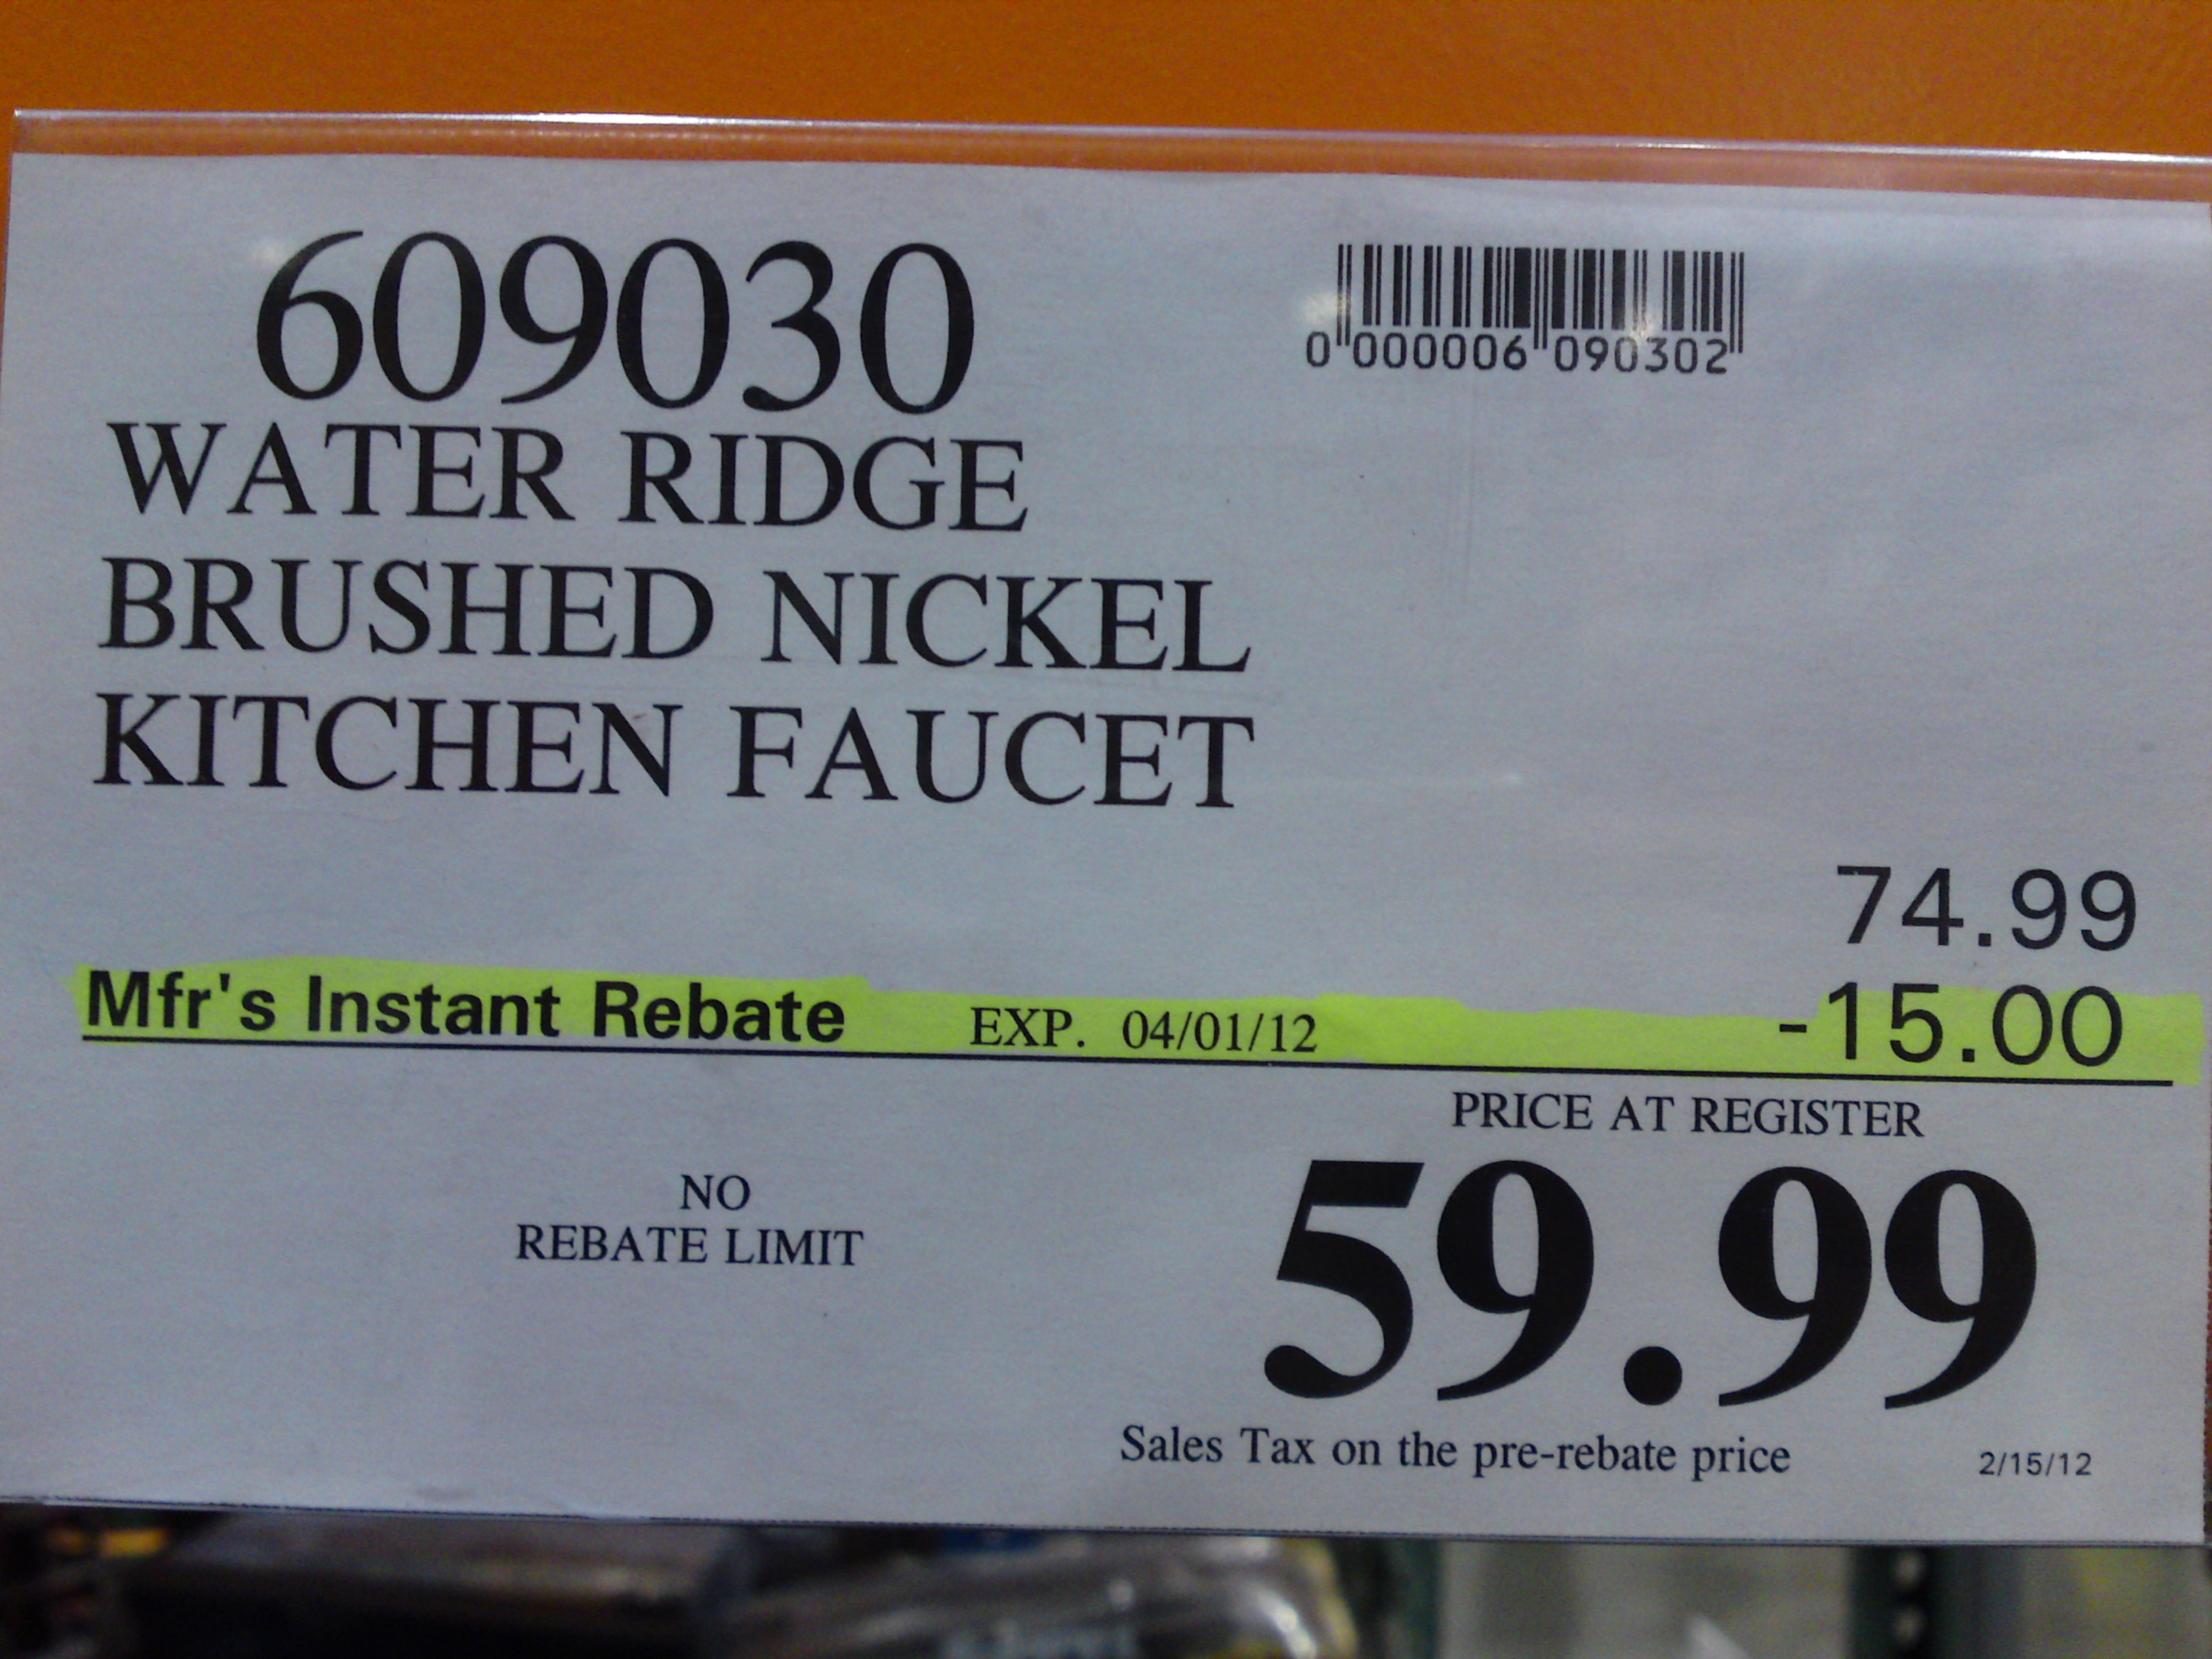 609030
0 000006 090302
WATER RIDGE
BRUSHED NICKEL
KITCHEN FAUCET
74.99
Mfr's Instant Rebate EXP. 04/01/12 -15.00
PRICE AT REGISTER
59.99
NO
REBATE LIMIT
Sales Tax on the pre-rebate price 2/15/12